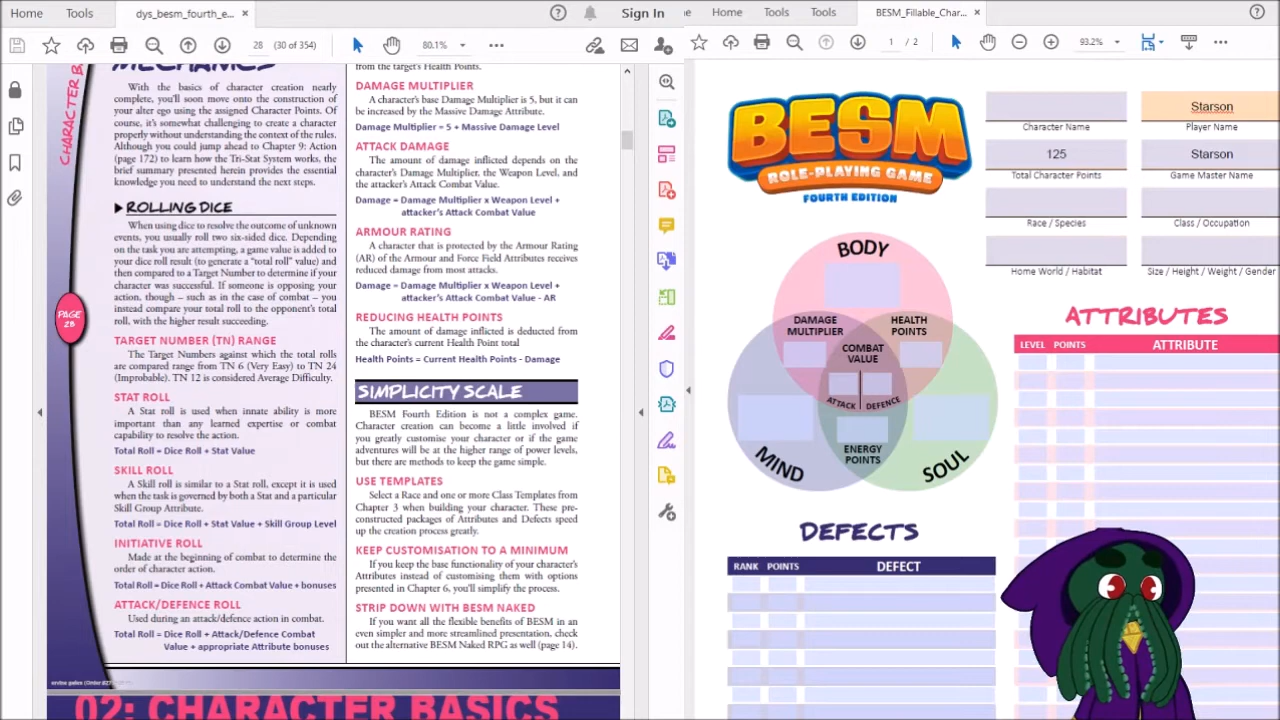 Home
Tools
dys_besm_fourth_e...
Sign In
28
(30 of 354)
80.1%
CHARACTER B
MECHANICS
With the basics of character creation nearly
complete, you'll soon move onto the construction of
your alter ego using the assigned Character Points. Of
course, it's somewhat challenging to create a character
properly without understanding the context of the rules.
Although you could jump ahead to Chapter 9: Action
(page 172) to learn how the Tri-Stat System works, the
brief summary presented herein provides the essential
knowledge you need to understand the next steps.
ROLLING DICE
When using dice to resolve the outcome of unknown
events, you usually roll two six-sided dice. Depending
on the task you are attempting, a game value is added to
your dice roll result (to generate a "total roll" value) and
then compared to a Target Number to determine if your
character was successful. If someone is opposing your
action, though – such as in the case of combat – you
instead compare your total roll to the opponent's total
roll, with the higher result succeeding.
PAGE
28
TARGET NUMBER (TN) RANGE
The Target Numbers against which the total rolls
are compared range from TN 6 (Very Easy) to TN 24
(Improbable). TN 12 is considered Average Difficulty.
STAT ROLL
A Stat roll is used when innate ability is more
important than any learned expertise or combat
capability to resolve the action.
Total Roll = Dice Roll + Stat Value
SKILL ROLL
A Skill roll is similar to a Stat roll, except it is used
when the task is governed by both a Stat and a particular
Skill Group Attribute.
Total Roll = Dice Roll + Stat Value + Skill Group Level
INITIATIVE ROLL
Made at the beginning of combat to determine the
order of character action.
Total Roll = Dice Roll + Attack Combat Value + bonuses
ATTACK/DEFENCE ROLL
Used during an attack/defence action in combat.
Total Roll = Dice Roll + Attack/Defence Combat
Value + appropriate Attribute bonuses
from the target's Health Points.
DAMAGE MULTIPLIER
A character's base Damage Multiplier is 5, but it can
be increased by the Massive Damage Attribute.
Damage Multiplier = 5 + Massive Damage Level
ATTACK DAMAGE
The amount of damage inflicted depends on the
character's Damage Multiplier, the Weapon Level, and
the attacker's Attack Combat Value.
Damage = Damage Multiplier x Weapon Level +
attacker's Attack Combat Value
ARMOUR RATING
A character that is protected by the Armour Rating
(AR) of the Armour and Force Field Attributes receives
reduced damage from most attacks.
Damage = Damage Multiplier x Weapon Level +
attacker's Attack Combat Value - AR
REDUCING HEALTH POINTS
The amount of damage inflicted is deducted from
the character's current Health Point total
Health Points = Current Health Points - Damage
SIMPLICITY SCALE
BESM Fourth Edition is not a complex game.
Character creation can become a little involved if
you greatly customise your character or if the game
adventures will be at the higher range of power levels,
but there are methods to keep the game simple.
USE TEMPLATES
Select a Race and one or more Class Templates from
Chapter 3 when building your character. These pre-
constructed packages of Attributes and Defects speed
up the creation process greatly.
KEEP CUSTOMISATION TO A MINIMUM
If you keep the base functionality of your character's
Attributes instead of customising them with options
presented in Chapter 6, you'll simplify the process.
STRIP DOWN WITH BESM NAKED
If you want all the flexible benefits of BESM in an
even simpler and more streamlined presentation, check
out the alternative BESM Naked RPG as well (page 14).
02: CHARACTER BASICS
me
Home
Tools
Tools
BESM_Fillable_Char...
1 / 2
93.2%
BESM
ROLE-PLAYING GAME
FOURTH EDITION
Character Name
Starson
Player Name
125
Total Character Points
Starson
Game Master Name
Race / Species
Class / Occupation
Home World / Habitat
Size / Height / Weight / Gender
BODY
DAMAGE
MULTIPLIER
HEALTH
POINTS
COMBAT
VALUE
ATTACK
DEFENCE
ENERGY
POINTS
MIND
SOUL
ATTRIBUTES
LEVEL
POINTS
ATTRIBUTE
DEFECTS
RANK
POINTS
DEFECT